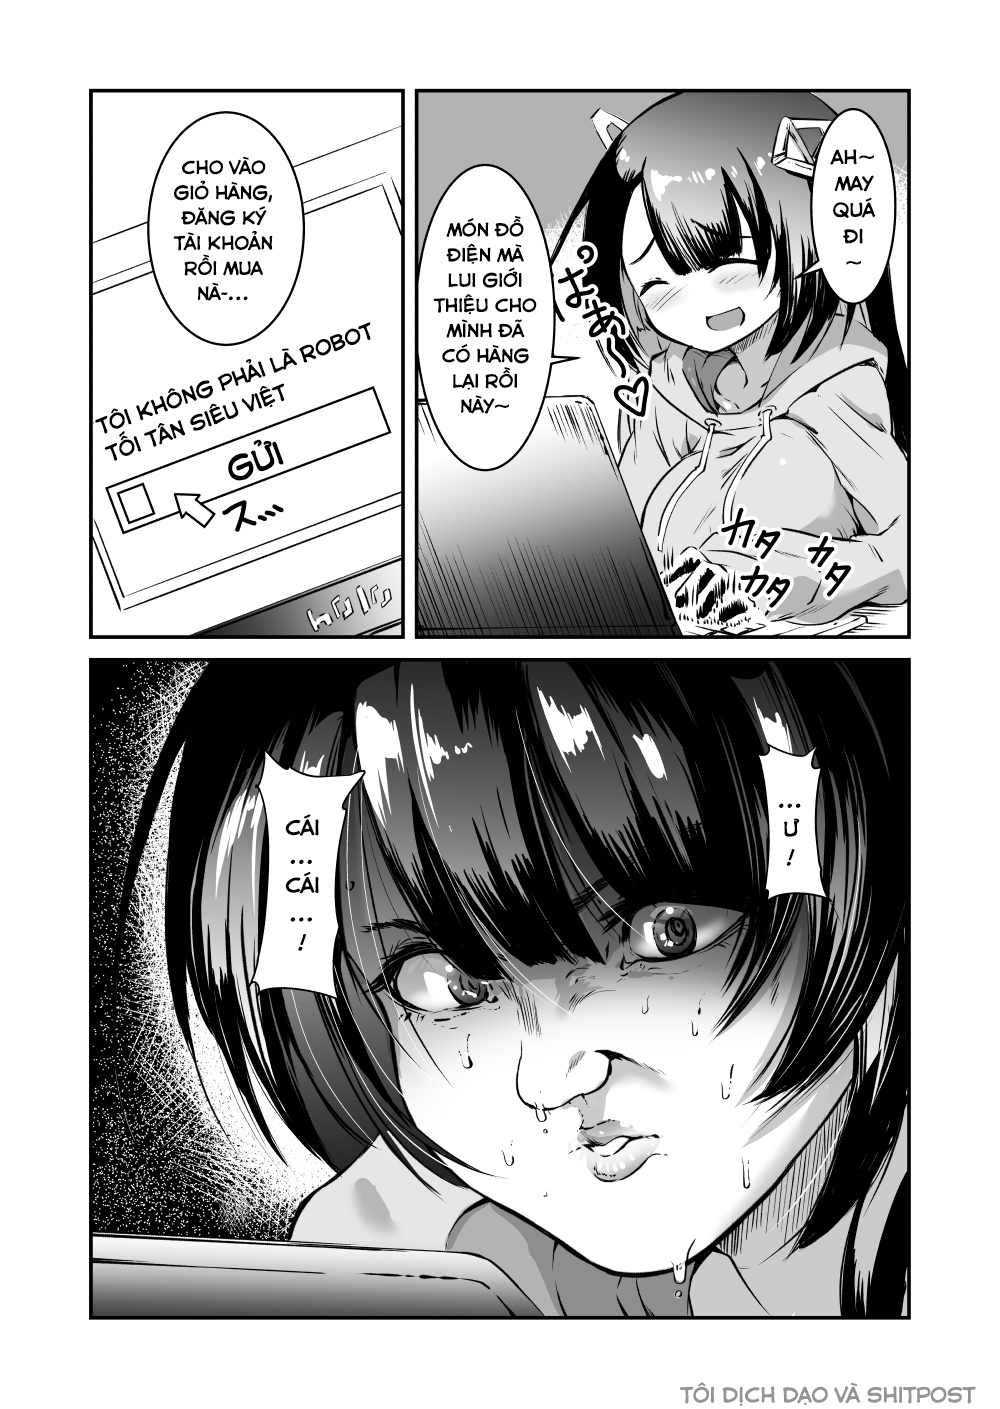 AH~
MAY
QUÁ
ĐI
~
MÓN ĐỒ
ĐIỆN MÀ
LUI GIỚI
THIỆU CHO
MÌNH ĐÃ
CÓ HÀNG
LẠI RỒI
NÀY~
はぁ～♡
カタ
カタ
カタ
CHO VÀO
GIỎ HÀNG,
ĐĂNG KÝ
TÀI KHOẢN
RỒI MUA
NÀ-...
TÔI KHÔNG PHẢI LÀ ROBOT
TỐI TÂN SIÊU VIỆT
GỬI
ス...
...
Ư
!
CÁI
...
CÁI
...
!
TÔI DỊCH DẠO VÀ SHITPOST